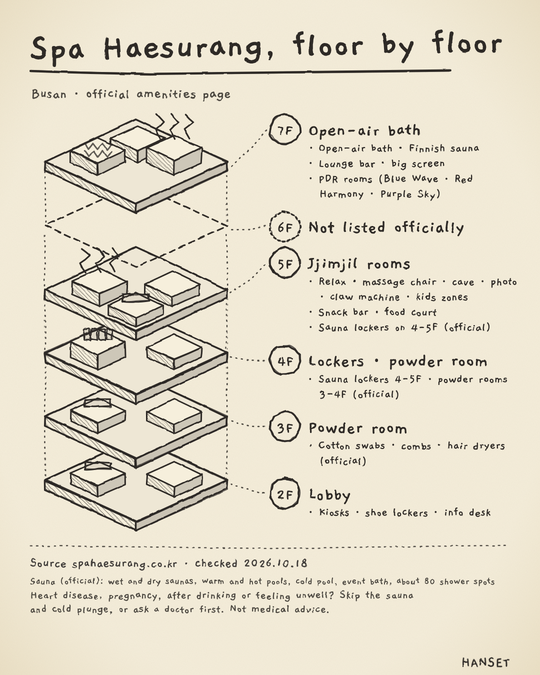 Spa Haesurang, floor by floor
Busan · official amenities page
7F Open-air bath
· Open-air bath · Finnish sauna
· Lounge bar · big screen
· PDR rooms (Blue Wave · Red
Harmony · Purple Sky)
6F Not listed officially
5F Jjimjil rooms
· Relax · massage chair · cave · photo
· claw machine · kids zones
· Snack bar · food court
· Sauna lockers on 4-5F (official)
4F Lockers · powder room
· Sauna lockers 4-5F · powder rooms
3-4F (official)
3F Powder room
· Cotton swabs · combs · hair dryers
(official)
2F Lobby
· Kiosks · shoe lockers · info desk
Source spahaesurang.co.kr · checked 2026.10.18
Sauna (official): wet and dry saunas, warm and hot pools, cold pool, event bath, about 80 shower spots
Heart disease, pregnancy, after drinking or feeling unwell? Skip the sauna
and cold plunge, or ask a doctor first. Not medical advice.
HANSET